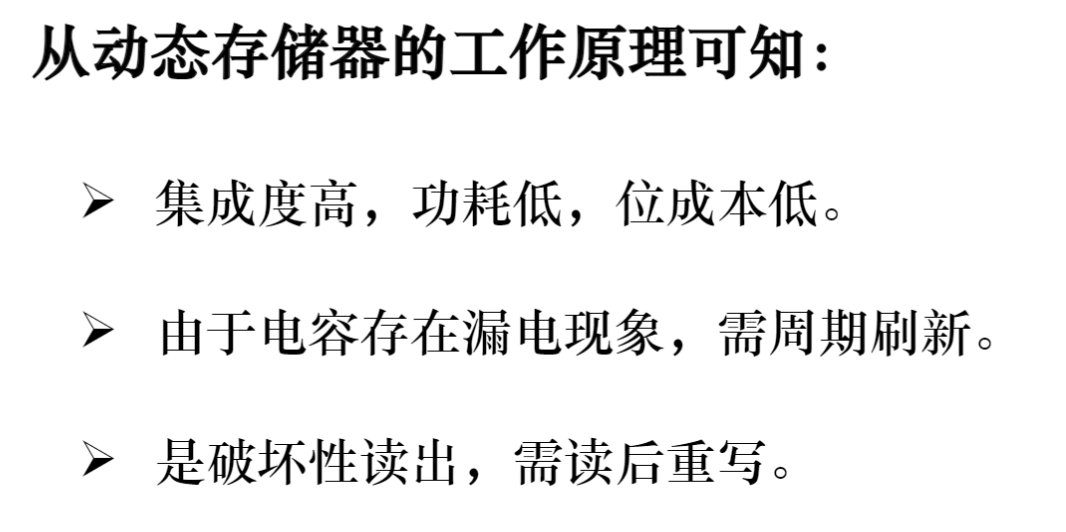 从动态存储器的工作原理可知：
➢ 集成度高，功耗低，位成本低。
➢ 由于电容存在漏电现象，需周期刷新。
➢ 是破坏性读出，需读后重写。